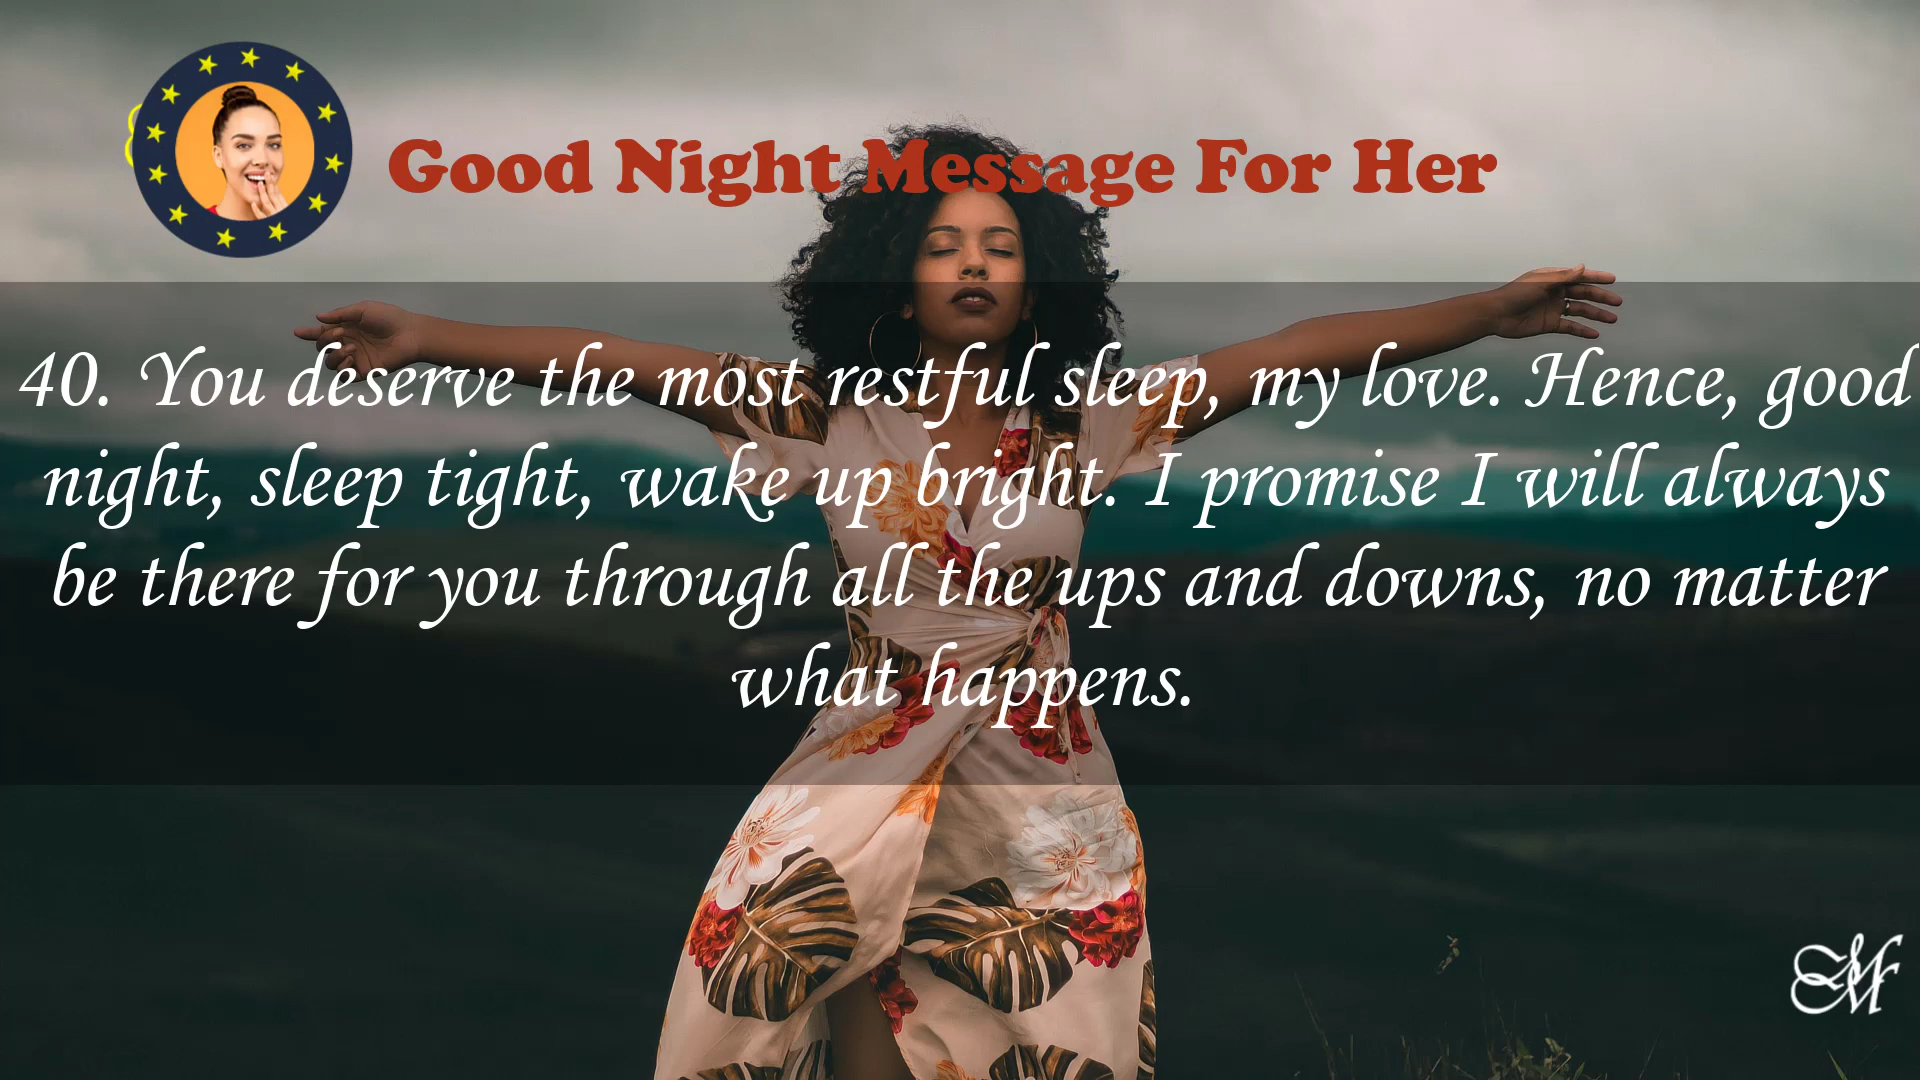 Good Night Message For Her
40. You deserve the most restful sleep, my love. Hence, good
night, sleep tight, wake up bright. I promise I will always
be there for you through all the ups and downs, no matter
what happens.